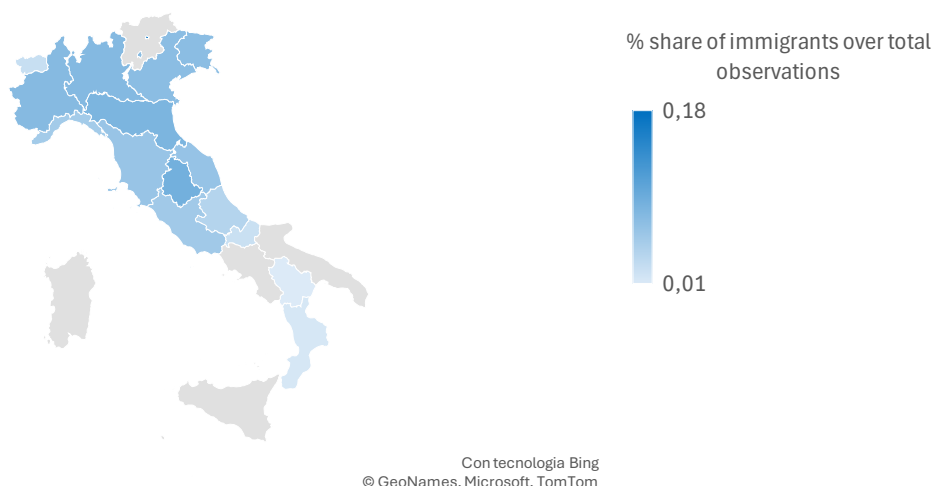 % share of immigrants over total
observations
0,18
0,01
Con tecnologia Bing
© GeoNames, Microsoft, TomTom